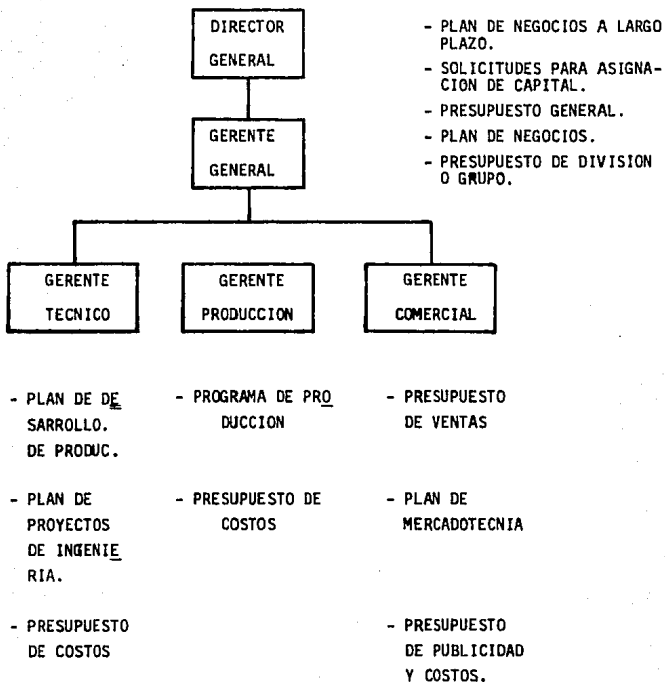 DIRECTOR
GENERAL
- PLAN DE NEGOCIOS A LARGO
PLAZO.
- SOLICITUDES PARA ASIGNA-
CION DE CAPITAL.
- PRESUPUESTO GENERAL.
- PLAN DE NEGOCIOS.
- PRESUPUESTO DE DIVISION
O GRUPO.
GERENTE
GENERAL
GERENTE
TECNICO
GERENTE
PRODUCCION
GERENTE
COMERCIAL
- PLAN DE DE
SARROLLO.
DE PRODUC.
- PLAN DE
PROYECTOS
DE INGENIE
RIA.
- PRESUPUESTO
DE COSTOS
- PROGRAMA DE PRO
DUCCION
- PRESUPUESTO DE
COSTOS
- PRESUPUESTO
DE VENTAS
- PLAN DE
MERCADOTECNIA
- PRESUPUESTO
DE PUBLICIDAD
Y COSTOS.